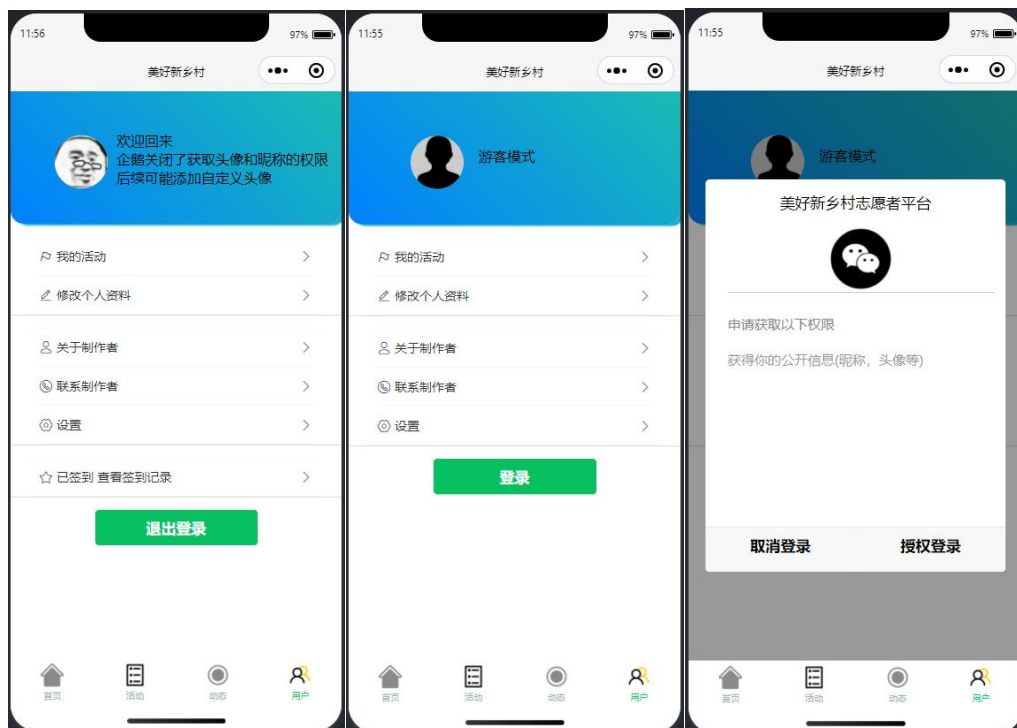 11:56
97%
美好新乡村
欢迎回来
企鹅关闭了获取头像和昵称的权限
后续可能添加自定义头像
我的活动
修改个人资料
关于制作者
联系制作者
设置
已签到 查看签到记录
退出登录
首页
活动
动态
用户
11:55
97%
美好新乡村
游客模式
我的活动
修改个人资料
关于制作者
联系制作者
设置
登录
首页
活动
动态
用户
11:55
97%
美好新乡村
游客模式
美好新乡村志愿者平台
申请获取以下权限
获得你的公开信息(昵称，头像等)
取消登录
授权登录
首页
活动
动态
用户